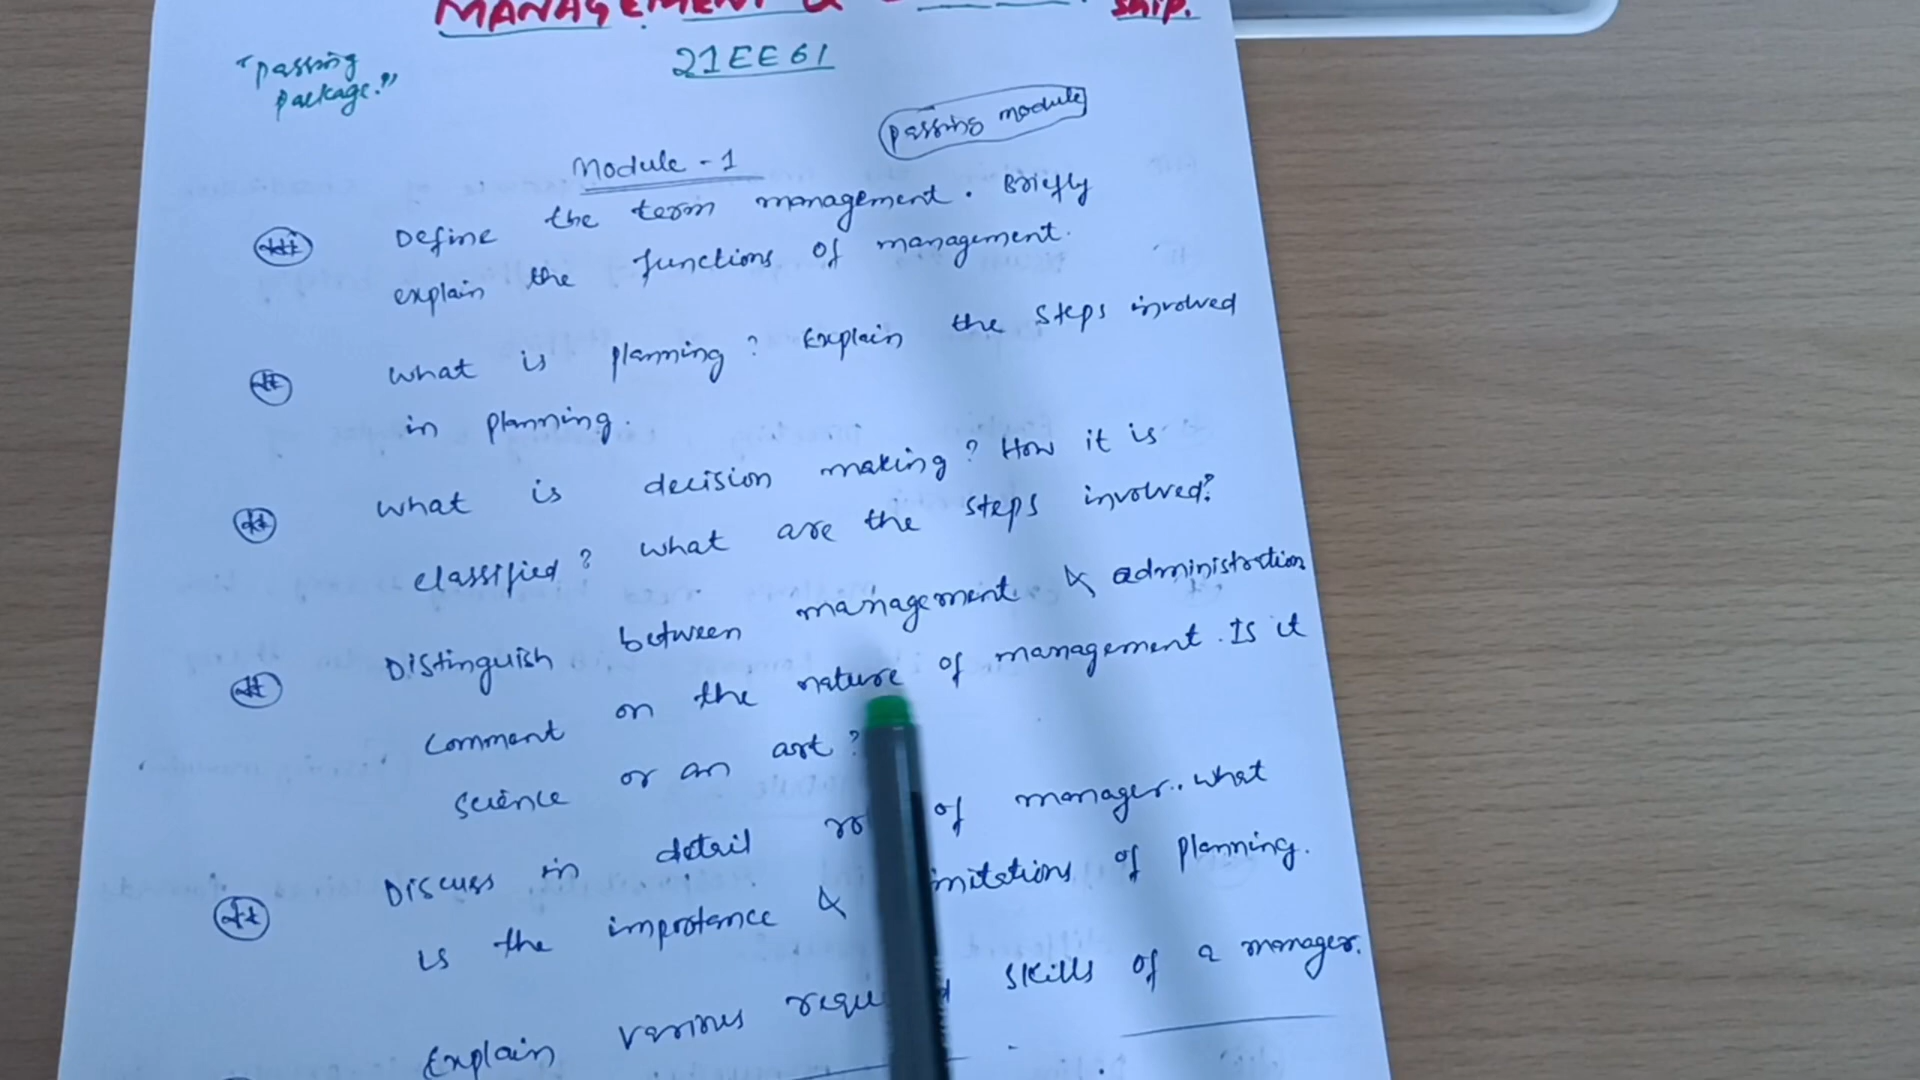 MANAGEMENT & ship.
"passing
package."
21EE61
passing module
Module - 1
Define the term management. Briefly
explain the functions of management.
What is planning? Explain the steps involved
in planning.
What is decision making? How it is
classified? What are the steps involved?
Distinguish between management & administration
comment on the nature of management. Is it
science or an art?
Discuss in detail of manager. what
is the importance & of planning.
Explain various skills of a manager.